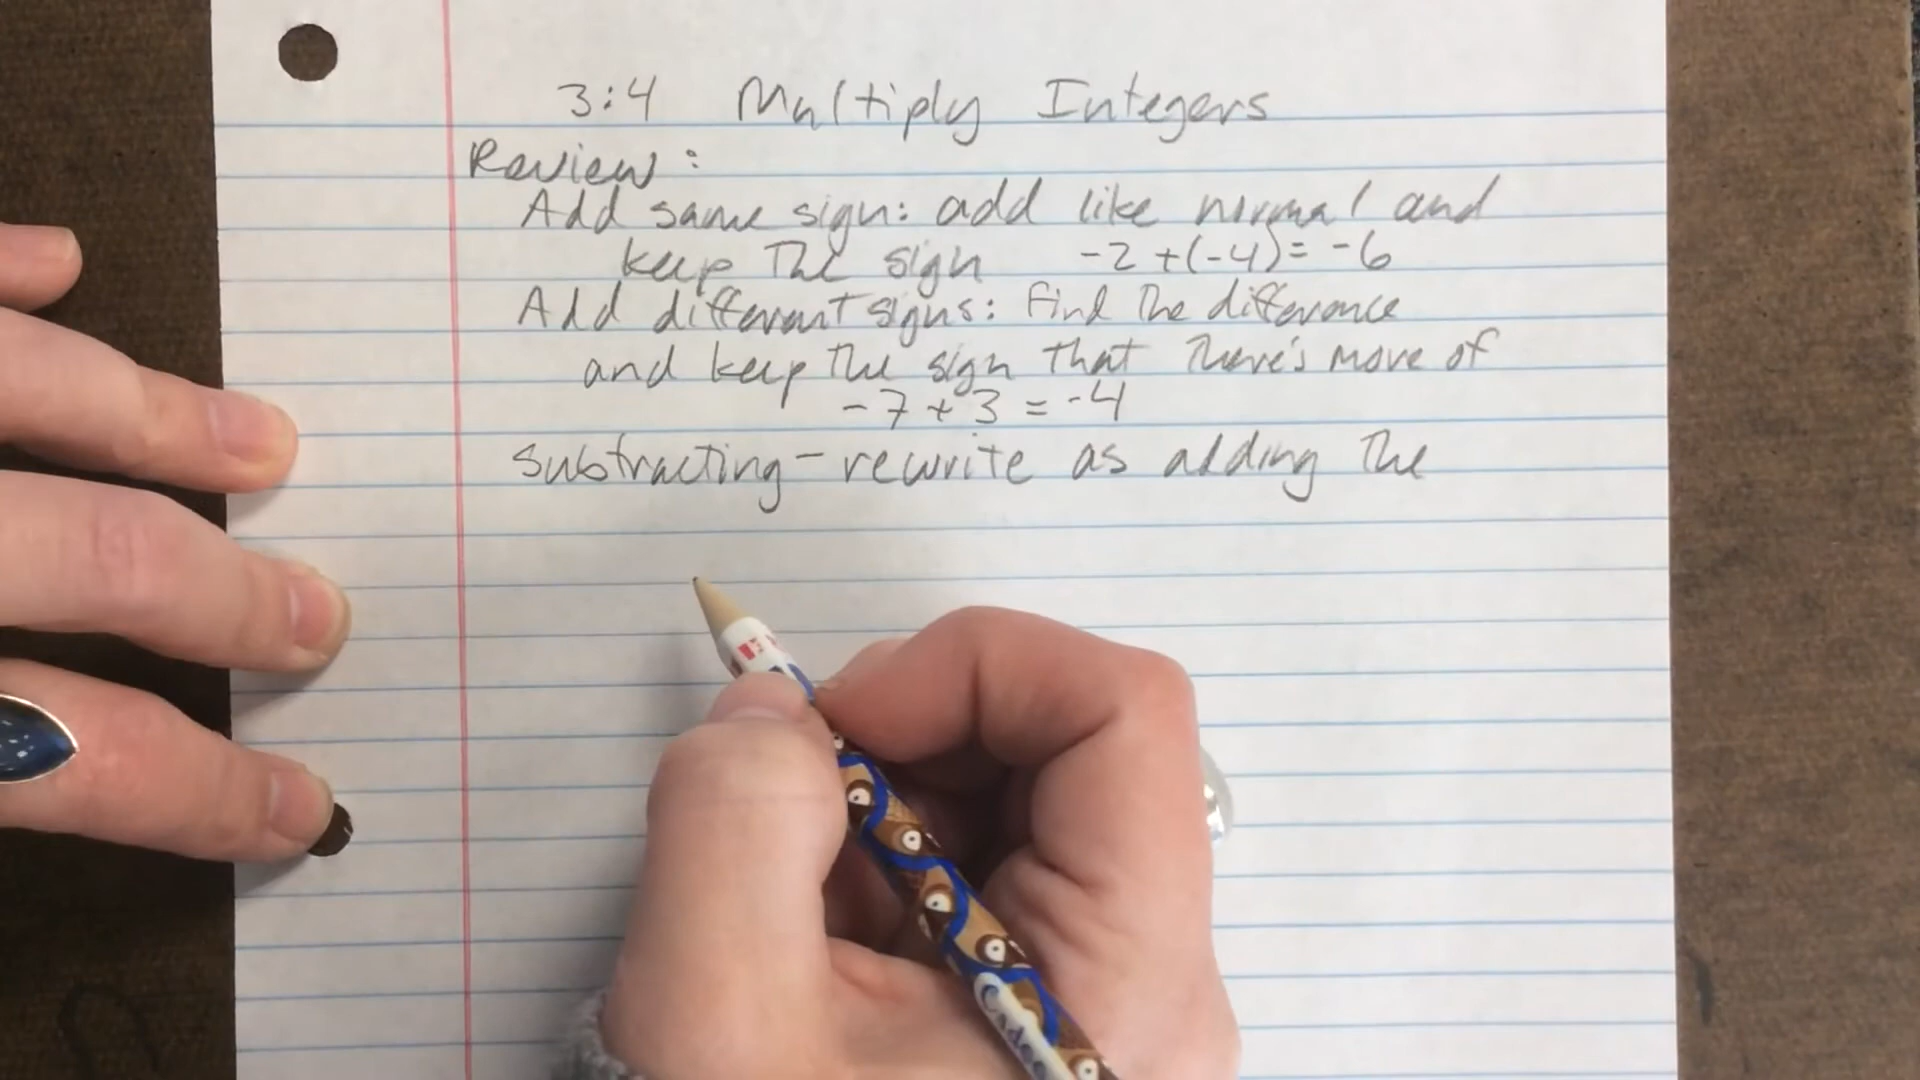 3:4 Multiply Integers
Review:
Add same sign: add like normal and
keep the sign -2 +(-4)= -6
Add different signs: Find the difference
and keep the sign that there's more of
-7 + 3 = -4
subtracting - rewrite as adding the